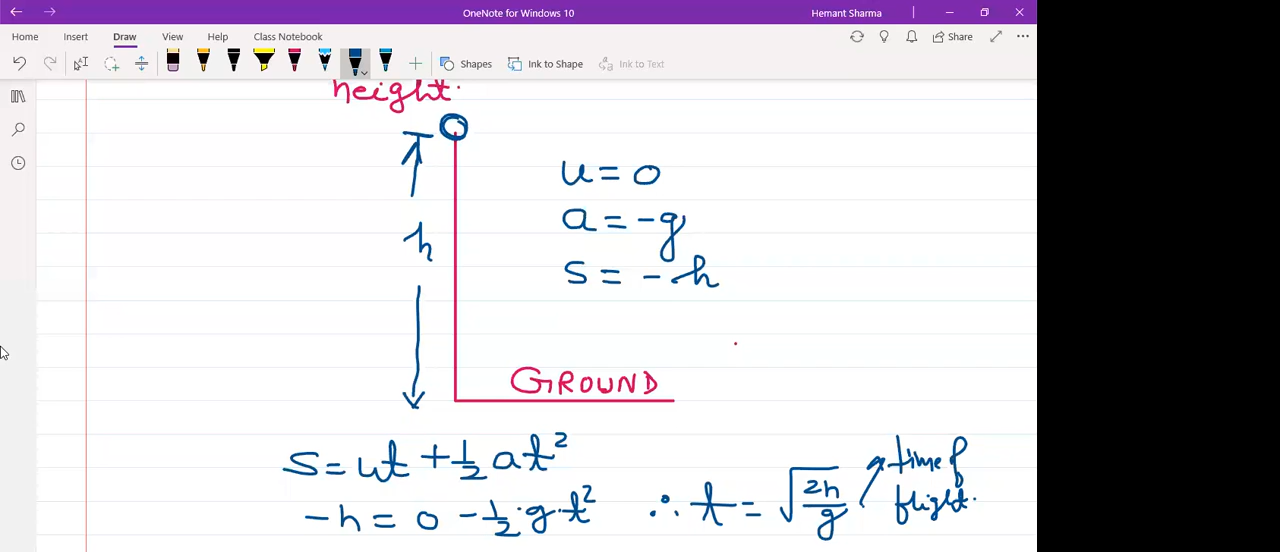 OneNote for Windows 10
Hemant Sharma
Home Insert Draw View Help Class Notebook
Share
Shapes Ink to Shape Ink to Text
height.
h
u = 0
a = -g
s = -h
GROUND
s = ut + 1/2 at²
-h = 0 - 1/2 · g · t² ∴ t = √(2h/g) time of
flight.